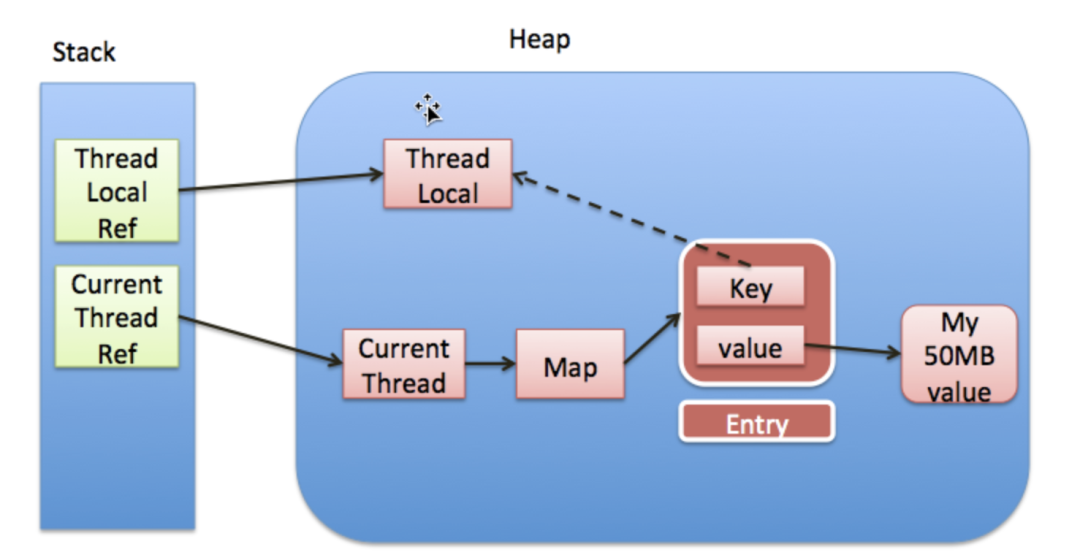 Stack
Heap
Thread
Local
Ref
Thread
Local
Current
Thread
Ref
Current
Thread
Map
Key
value
Entry
My
50MB
value